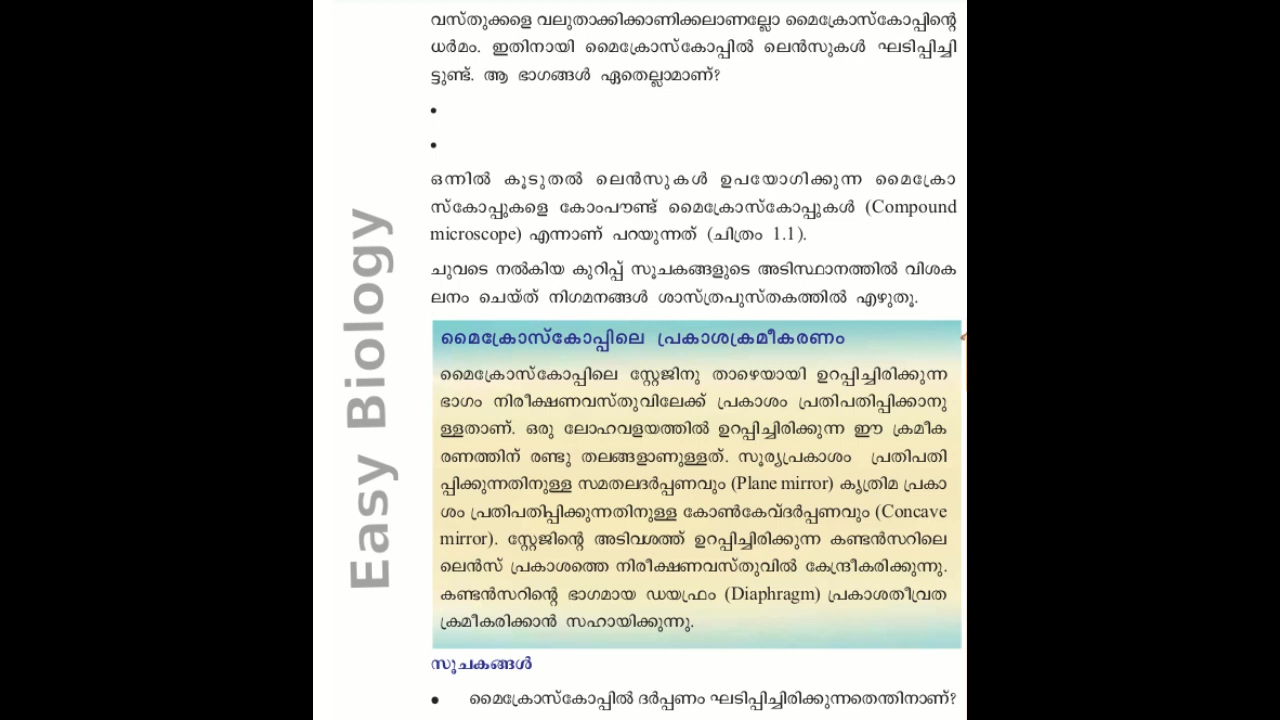 Easy Biology
വസ്തുക്കളെ വലുതാക്കിക്കാണിക്കലാണല്ലോ മൈക്രോസ്കോപ്പിന്റെ
ധർമം. ഇതിനായി മൈക്രോസ്കോപ്പിൽ ലെൻസുകൾ ഘടിപ്പിച്ചി
ട്ടുണ്ട്. ആ ഭാഗങ്ങൾ ഏതെല്ലാമാണ്?
•
•
ഒന്നിൽ കൂടുതൽ ലെൻസുകൾ ഉപയോഗിക്കുന്ന മൈക്രോ
സ്കോപ്പുകളെ കോംപൗണ്ട് മൈക്രോസ്കോപ്പുകൾ (Compound
microscope) എന്നാണ് പറയുന്നത് (ചിത്രം 1.1).
ചുവടെ നൽകിയ കുറിപ്പ് സൂചകങ്ങളുടെ അടിസ്ഥാനത്തിൽ വിശക
ലനം ചെയ്ത് നിഗമനങ്ങൾ ശാസ്ത്രപുസ്തകത്തിൽ എഴുതൂ.
മൈക്രോസ്കോപ്പിലെ പ്രകാശക്രമീകരണം
മൈക്രോസ്കോപ്പിലെ സ്റ്റേജിനു താഴെയായി ഉറപ്പിച്ചിരിക്കുന്ന
ഭാഗം നിരീക്ഷണവസ്തുവിലേക്ക് പ്രകാശം പ്രതിപതിപ്പിക്കാനു
ള്ളതാണ്. ഒരു ലോഹവളയത്തിൽ ഉറപ്പിച്ചിരിക്കുന്ന ഈ ക്രമീക
രണത്തിന് രണ്ടു തലങ്ങളാണുള്ളത്. സൂര്യപ്രകാശം പ്രതിപതി
പ്പിക്കുന്നതിനുള്ള സമതലദർപ്പണവും (Plane mirror) കൃത്രിമ പ്രകാ
ശം പ്രതിപതിപ്പിക്കുന്നതിനുള്ള കോൺകേവ്ദർപ്പണവും (Concave
mirror). സ്റ്റേജിന്റെ അടിവശത്ത് ഉറപ്പിച്ചിരിക്കുന്ന കണ്ടൻസറിലെ
ലെൻസ് പ്രകാശത്തെ നിരീക്ഷണവസ്തുവിൽ കേന്ദ്രീകരിക്കുന്നു.
കണ്ടൻസറിന്റെ ഭാഗമായ ഡയഫ്രം (Diaphragm) പ്രകാശതീവ്രത
ക്രമീകരിക്കാൻ സഹായിക്കുന്നു.
സൂചകങ്ങൾ
• മൈക്രോസ്കോപ്പിൽ ദർപ്പണം ഘടിപ്പിച്ചിരിക്കുന്നതെന്തിനാണ്?